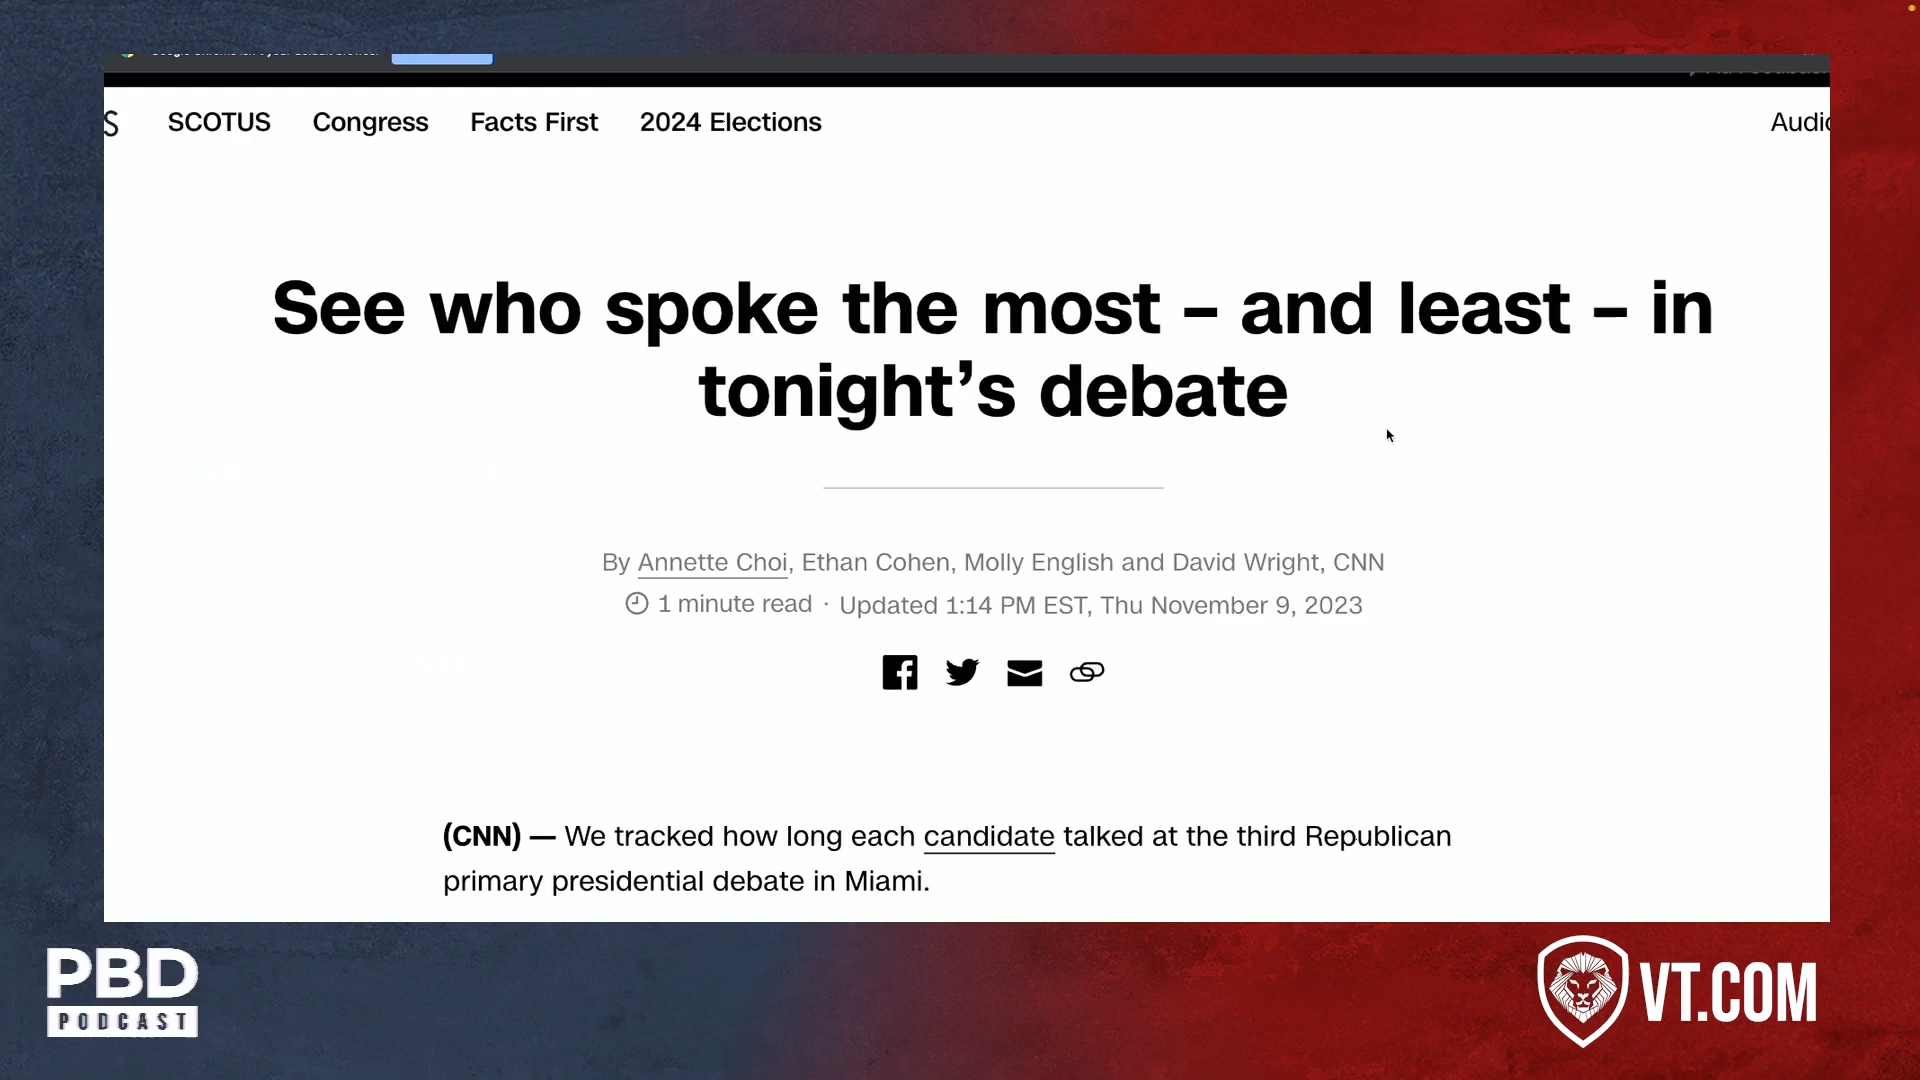 S SCOTUS Congress Facts First 2024 Elections Audio
See who spoke the most – and least – in
tonight’s debate
By Annette Choi, Ethan Cohen, Molly English and David Wright, CNN
1 minute read · Updated 1:14 PM EST, Thu November 9, 2023
(CNN) — We tracked how long each candidate talked at the third Republican
primary presidential debate in Miami.
PBD
PODCAST
VT.COM